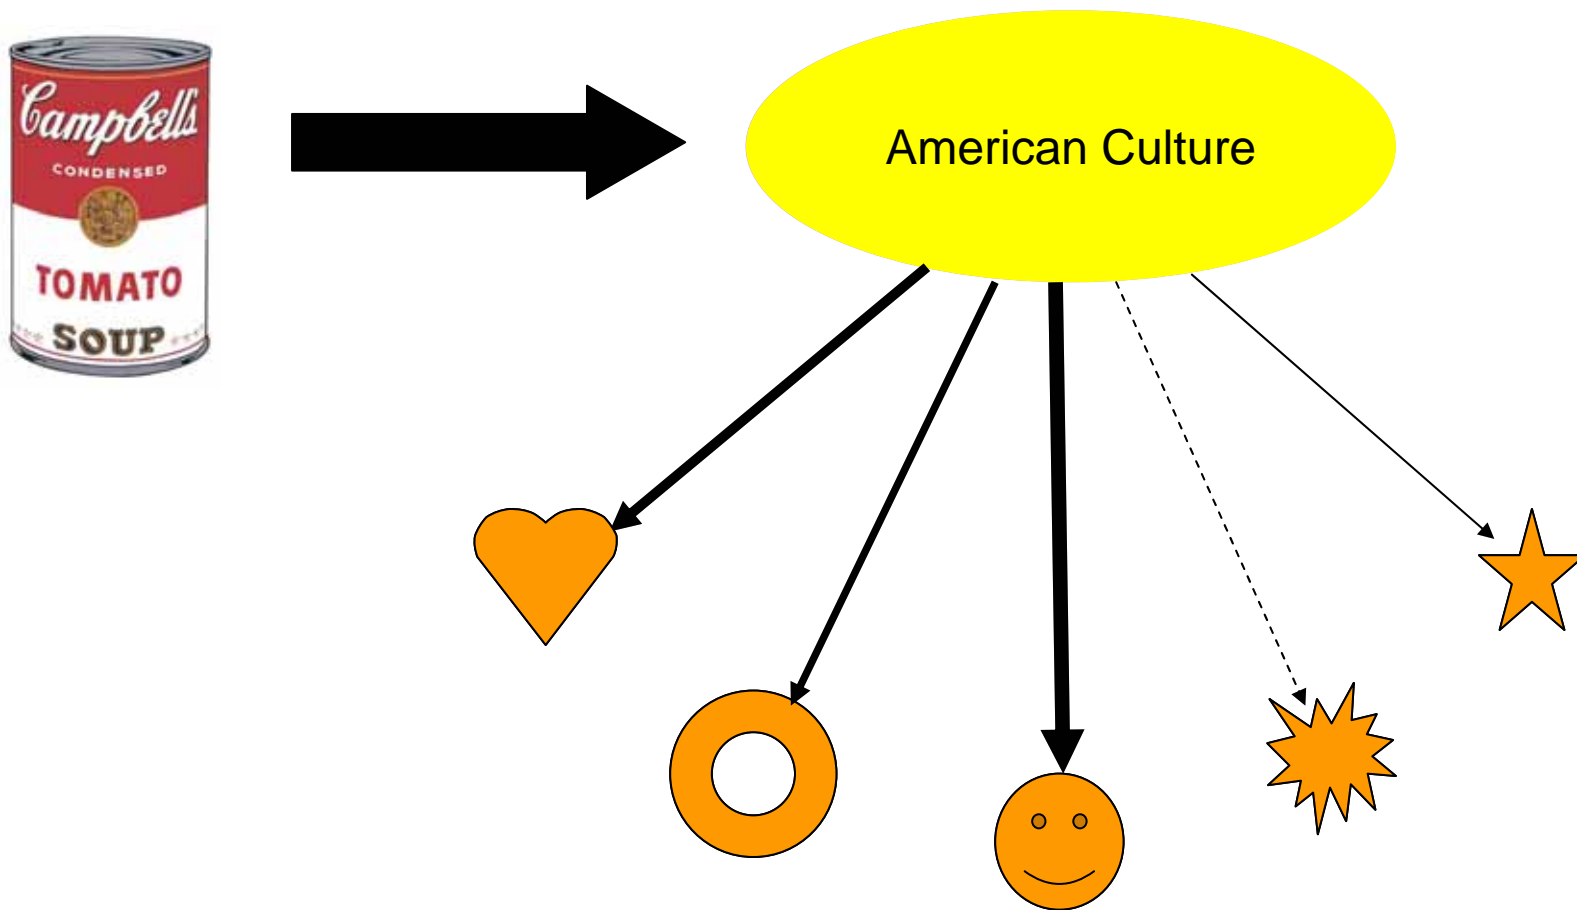 Campbell's
CONDENSED
TOMATO
SOUP
American Culture